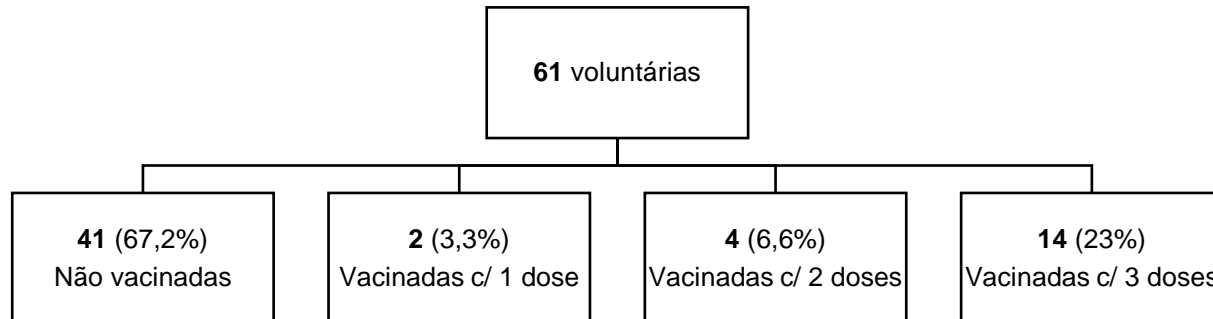 61 voluntárias
41 (67,2%)
Não vacinadas
2 (3,3%)
Vacinadas c/ 1 dose
4 (6,6%)
Vacinadas c/ 2 doses
14 (23%)
Vacinadas c/ 3 doses